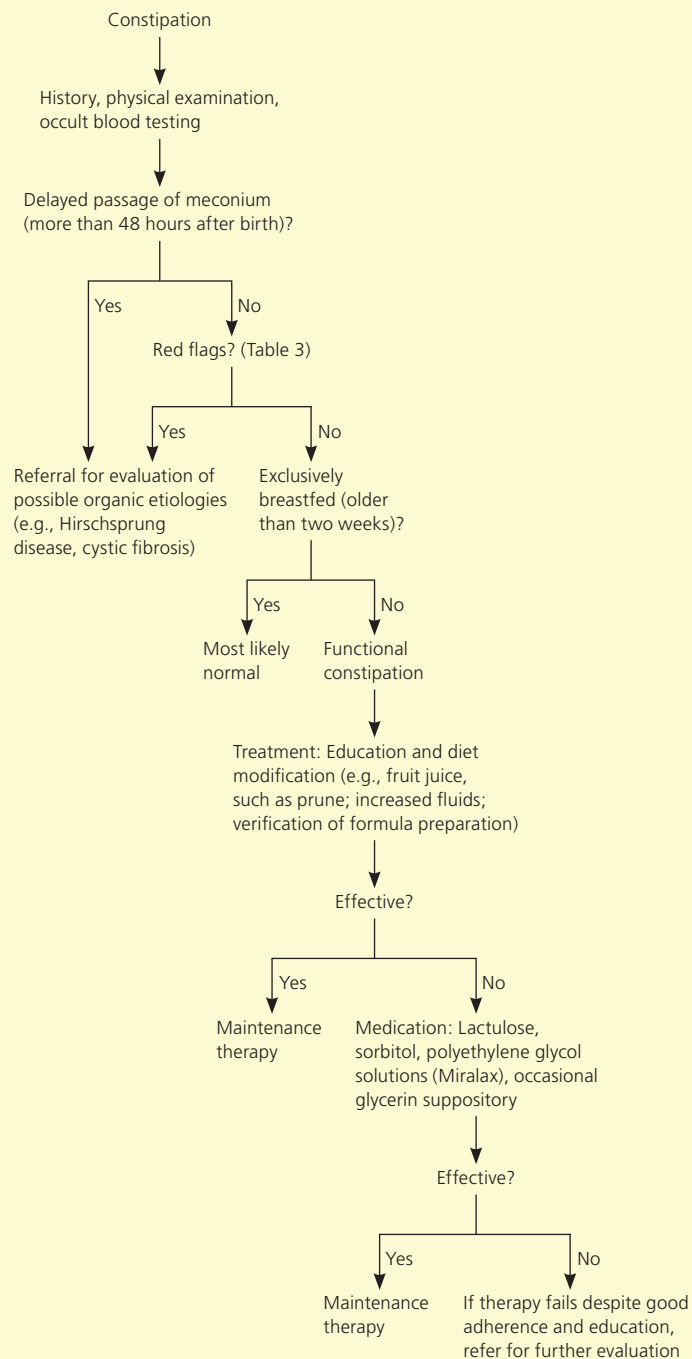 Constipation
History, physical examination,
occult blood testing
Delayed passage of meconium
(more than 48 hours after birth)?
Yes
No
Red flags? (Table 3)
Yes
No
Referral for evaluation of
possible organic etiologies
(e.g., Hirschsprung
disease, cystic fibrosis)
Exclusively
breastfed (older
than two weeks)?
Yes
No
Most likely
normal
Functional
constipation
Treatment: Education and diet
modification (e.g., fruit juice,
such as prune; increased fluids;
verification of formula preparation)
Effective?
Yes
No
Maintenance
therapy
Medication: Lactulose,
sorbitol, polyethylene glycol
solutions (Miralax), occasional
glycerin suppository
Effective?
Yes
No
Maintenance
therapy
If therapy fails despite good
adherence and education,
refer for further evaluation